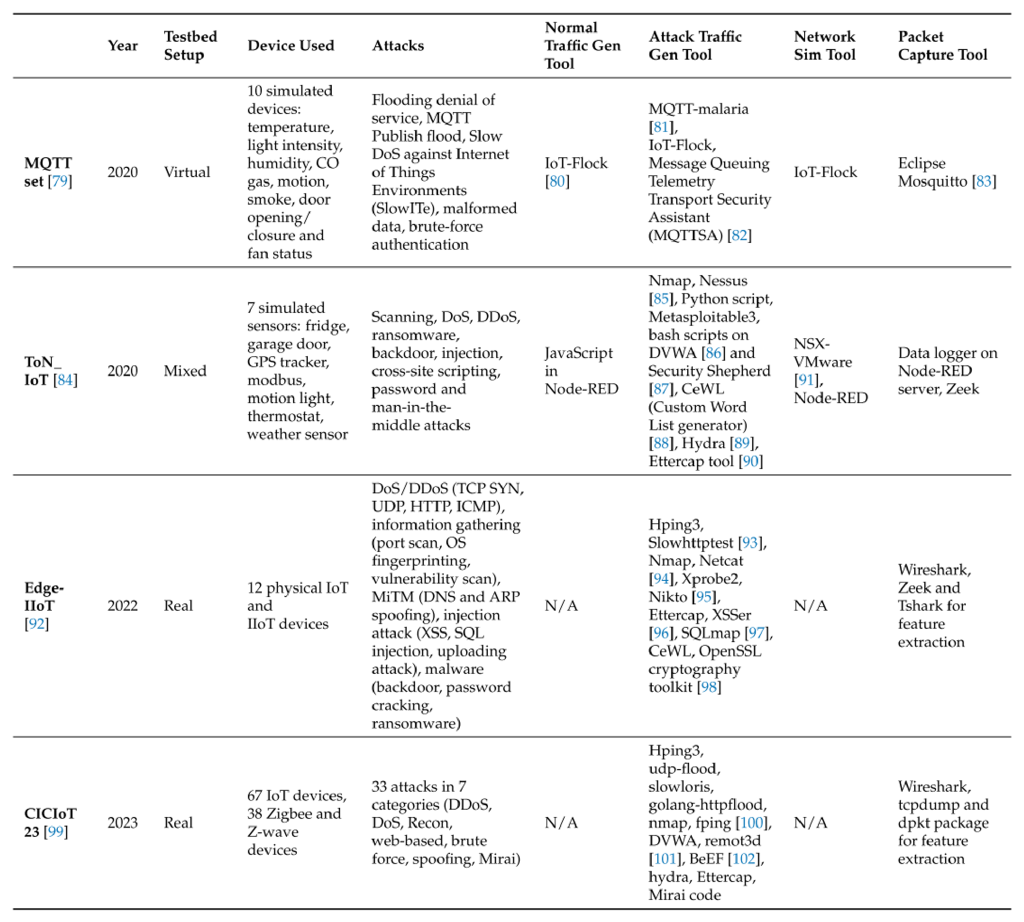 Year
Testbed
Setup
Device Used
Attacks
Normal
Traffic Gen
Tool
Attack Traffic
Gen Tool
Network
Sim Tool
Packet
Capture Tool
MQTT
set [79]
2020
Virtual
10 simulated
devices:
temperature,
light intensity,
humidity, CO
gas, motion,
smoke, door
opening/
closure and
fan status
Flooding denial of
service, MQTT
Publish flood, Slow
DoS against Internet
of Things
Environments
(SlowITe), malformed
data, brute-force
authentication
IoT-Flock
[80]
MQTT-malaria
[81],
IoT-Flock,
Message Queuing
Telemetry
Transport Security
Assistant
(MQTTSA) [82]
IoT-Flock
Eclipse
Mosquitto [83]
ToN_
IoT [84]
2020
Mixed
7 simulated
sensors: fridge,
garage door,
GPS tracker,
modbus,
motion light,
thermostat,
weather sensor
Scanning, DoS, DDoS,
ransomware,
backdoor, injection,
cross-site scripting,
password and
man-in-the-
middle attacks
JavaScript
in
Node-RED
Nmap, Nessus
[85], Python script,
Metasploitable3,
bash scripts on
DVWA [86] and
Security Shepherd
[87], CeWL
(Custom Word
List generator)
[88], Hydra [89],
Ettercap tool [90]
NSX-
VMware
[91],
Node-RED
Data logger on
Node-RED
server, Zeek
Edge-
IIoT
[92]
2022
Real
12 physical IoT
and
IIoT devices
DoS/DDoS (TCP SYN,
UDP, HTTP, ICMP),
information gathering
(port scan, OS
fingerprinting,
vulnerability scan),
MiTM (DNS and ARP
spoofing), injection
attack (XSS, SQL
injection, uploading
attack), malware
(backdoor, password
cracking,
ransomware)
N/A
Hping3,
Slowhttptest [93],
Nmap, Netcat
[94], Xprobe2,
Nikto [95],
Ettercap, XSSer
[96], SQLmap [97],
CeWL, OpenSSL
cryptography
toolkit [98]
N/A
Wireshark,
Zeek and
Tshark for
feature
extraction
CICIoT
23 [99]
2023
Real
67 IoT devices,
38 Zigbee and
Z-wave
devices
33 attacks in 7
categories (DDoS,
DoS, Recon,
web-based, brute
force, spoofing, Mirai)
N/A
Hping3,
udp-flood,
slowloris,
golang-httpflood,
nmap, fping [100],
DVWA, remot3d
[101], BeEF [102],
hydra, Ettercap,
Mirai code
N/A
Wireshark,
tcpdump and
dpkt package
for feature
extraction